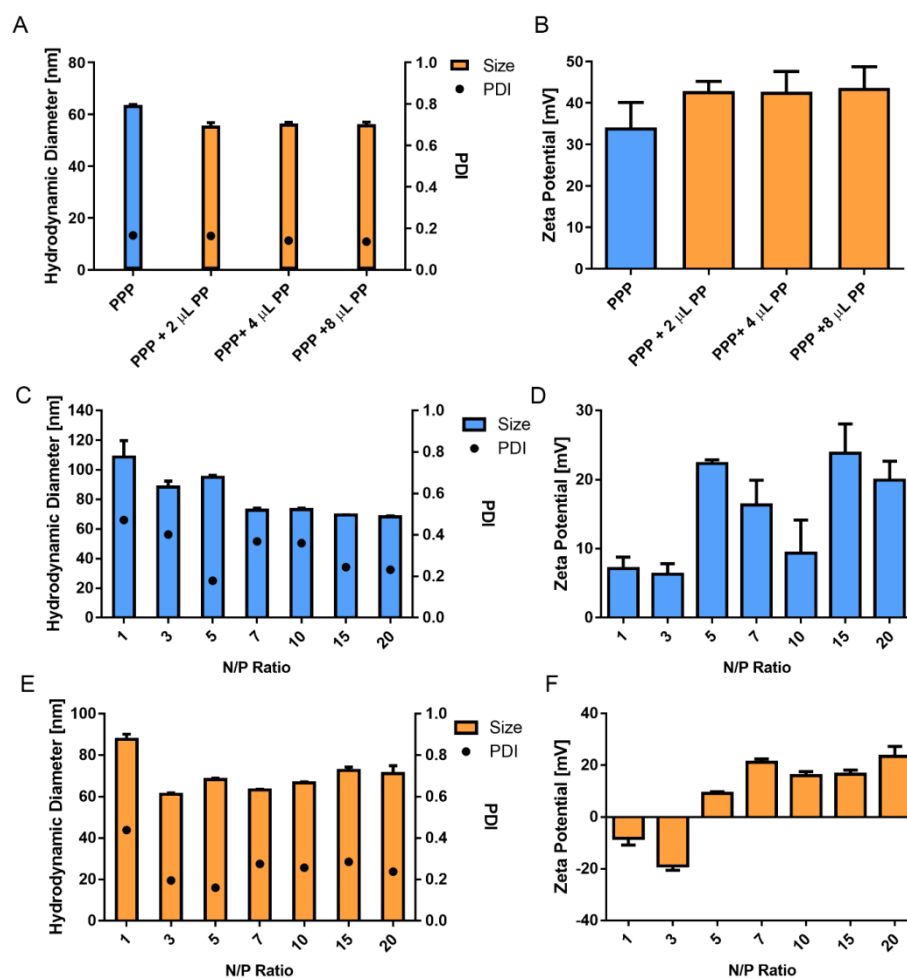 A
Hydrodynamic Diameter [nm]
80
60
40
20
0
1.0
0.8
0.6
0.4
0.2
0.0
PDI
Size
PDI
PPP
PPP + 2 μL PP
PPP+ 4 μL PP
PPP +8 μL PP
B
Zeta Potential [mV]
50
40
30
20
10
0
PPP
PPP + 2 μL PP
PPP+ 4 μL PP
PPP +8 μL PP
C
Hydrodynamic Diameter [nm]
140
120
100
80
60
40
20
0
1.0
0.8
0.6
0.4
0.2
0.0
PDI
Size
PDI
1 3 5 7 10 15 20
N/P Ratio
D
Zeta Potential [mV]
30
20
10
0
1 3 5 7 10 15 20
N/P Ratio
E
Hydrodynamic Diameter [nm]
100
80
60
40
20
0
1.0
0.8
0.6
0.4
0.2
0.0
PDI
Size
PDI
1 3 5 7 10 15 20
N/P Ratio
F
Zeta Potential [mV]
40
20
0
-20
-40
1 3 5 7 10 15 20
N/P Ratio